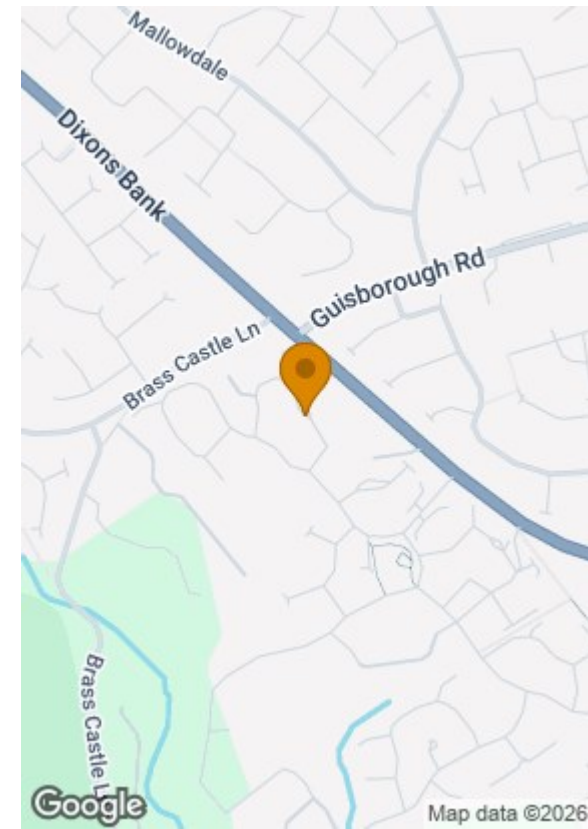 Mallowdale
Dixons Bank
Guisborough Rd
Brass Castle Ln
Brass Castle L
Google
Map data ©2026